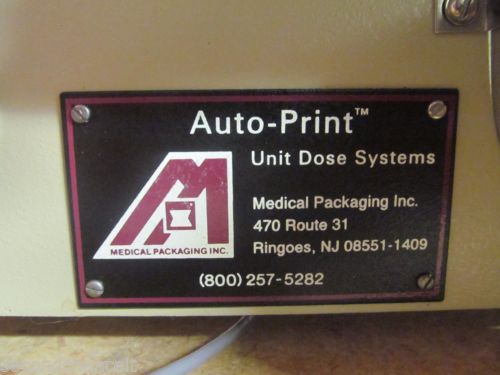 Auto-Print™
Unit Dose Systems
MEDICAL PACKAGING INC.
Medical Packaging Inc.
470 Route 31
Ringoes, NJ 08551-1409
(800) 257-5282